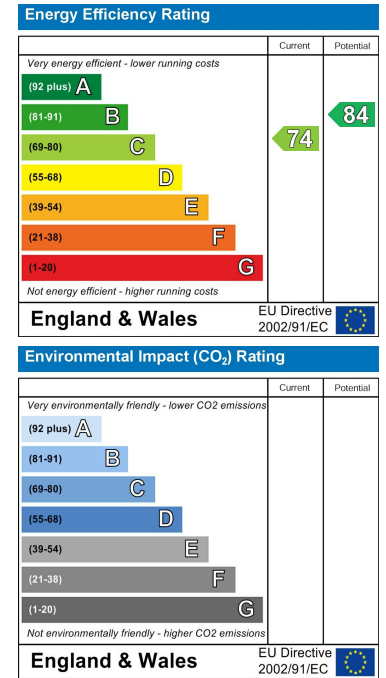 Energy Efficiency Rating
Current Potential
Very energy efficient - lower running costs
(92 plus) A
(81-91) B
84
(69-80) C
74
(55-68) D
(39-54) E
(21-38) F
(1-20) G
Not energy efficient - higher running costs
England & Wales
EU Directive
2002/91/EC
Environmental Impact (CO₂) Rating
Current Potential
Very environmentally friendly - lower CO2 emissions
(92 plus) A
(81-91) B
(69-80) C
(55-68) D
(39-54) E
(21-38) F
(1-20) G
Not environmentally friendly - higher CO2 emissions
England & Wales
EU Directive
2002/91/EC